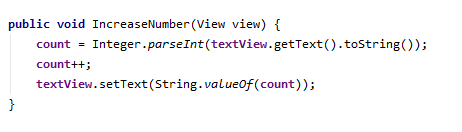 public void IncreaseNumber(View view) {
    count = Integer.parseInt(textView.getText().toString());
    count++;
    textView.setText(String.valueOf(count));
}